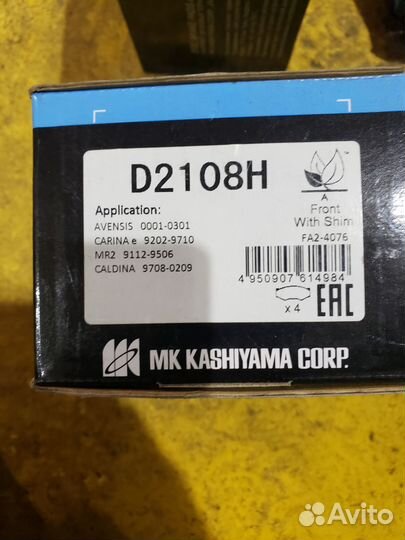 D2108H
™
A
Front
With Shim
FA2-4076
Application:
AVENSIS 0001-0301
CARINA e 9202-9710
MR2 9112-9506
CALDINA 9708-0209
4 950907 614984
x 4
EAC
MK KASHIYAMA CORP.
Avito